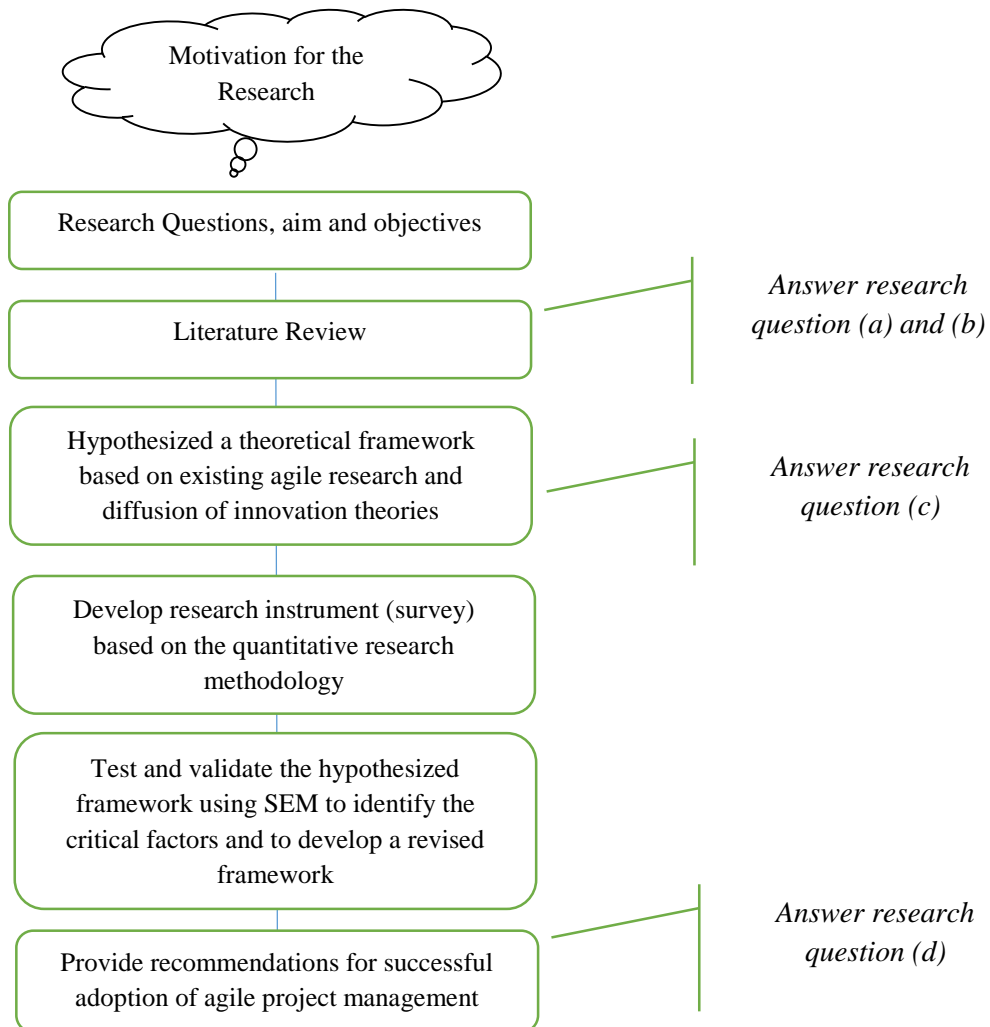 Motivation for the
Research
Research Questions, aim and objectives
Literature Review
Answer research
question (a) and (b)
Hypothesized a theoretical framework
based on existing agile research and
diffusion of innovation theories
Answer research
question (c)
Develop research instrument (survey)
based on the quantitative research
methodology
Test and validate the hypothesized
framework using SEM to identify the
critical factors and to develop a revised
framework
Provide recommendations for successful
adoption of agile project management
Answer research
question (d)